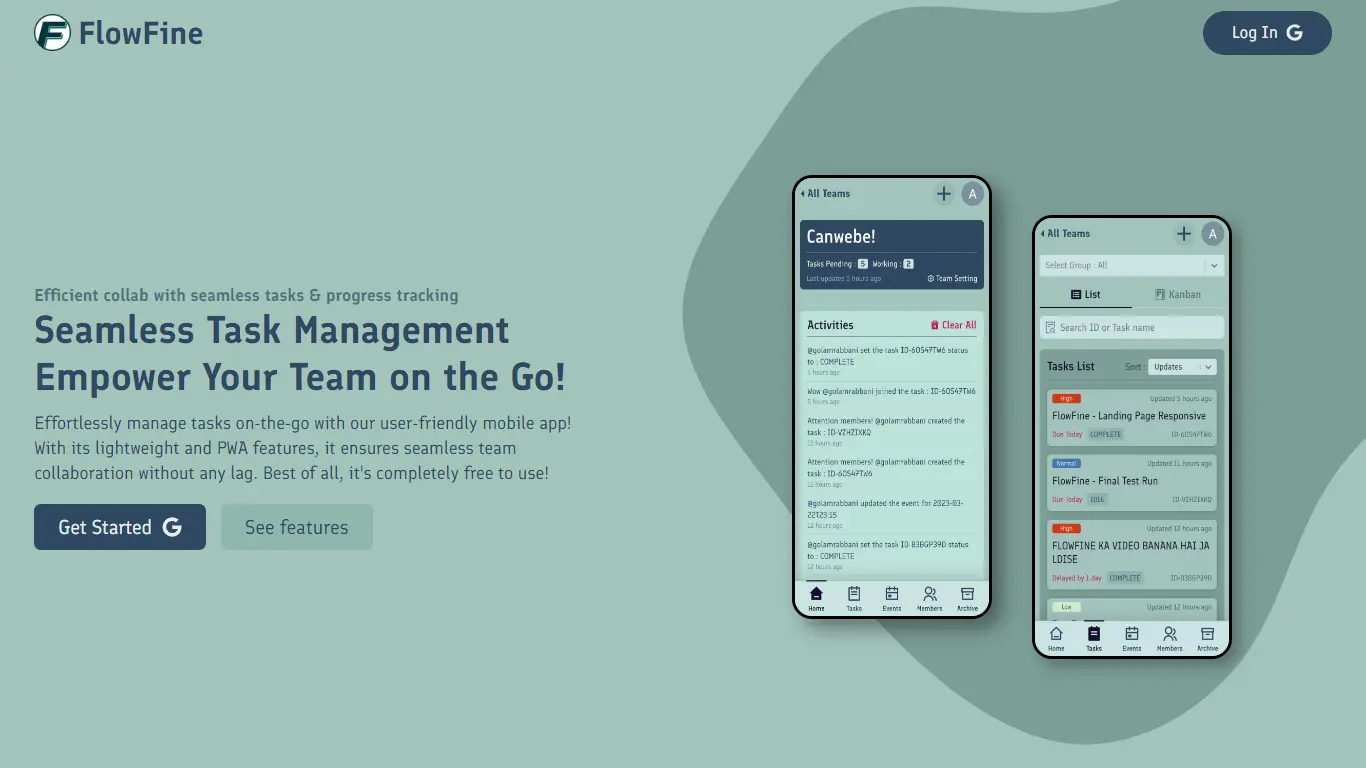 FlowFine
Log In
Efficient collab with seamless tasks & progress tracking
Seamless Task Management
Empower Your Team on the Go!
Effortlessly manage tasks on-the-go with our user-friendly mobile app!
With its lightweight and PWA features, it ensures seamless team
collaboration without any lag. Best of all, it's completely free to use!
Get Started
See features
All Teams
A
Canwebe!
Tasks Pending : 5 Working : 2
Last updates 5 hours ago
Team Setting
Activities
Clear All
@golamrabbani set the task ID-6OS47TW6 status
to : COMPLETE
5 hours ago
Wow @golamrabbani joined the task : ID-6OS47TW6
5 hours ago
Attention members! @golamrabbani created the
task : ID-VZHZIXKQ
11 hours ago
Attention members! @golamrabbani created the
task : ID-6OS47TW6
12 hours ago
@golamrabbani updated the event for 2023-03-
22T23:15
12 hours ago
@golamrabbani set the task ID-B3BGP39D status
to : COMPLETE
12 hours ago
Home
Tasks
Events
Members
Archive
All Teams
A
Select Group : All
List
Kanban
Search ID or Task name
Tasks List
Sort :
Updates
High
Updated 5 hours ago
FlowFine - Landing Page Responsive
Due Today
COMPLETE
ID-6OS47TW6
Normal
Updated 11 hours ago
FlowFine - Final Test Run
Due Today
IDLE
ID-VZHZIXKQ
High
Updated 12 hours ago
FLOWFINE KA VIDEO BANANA HAI JA
LDISE
Delayed by 1 day
COMPLETE
ID-B3BGP39D
Low
Updated 12 hours ago
Home
Tasks
Events
Members
Archive